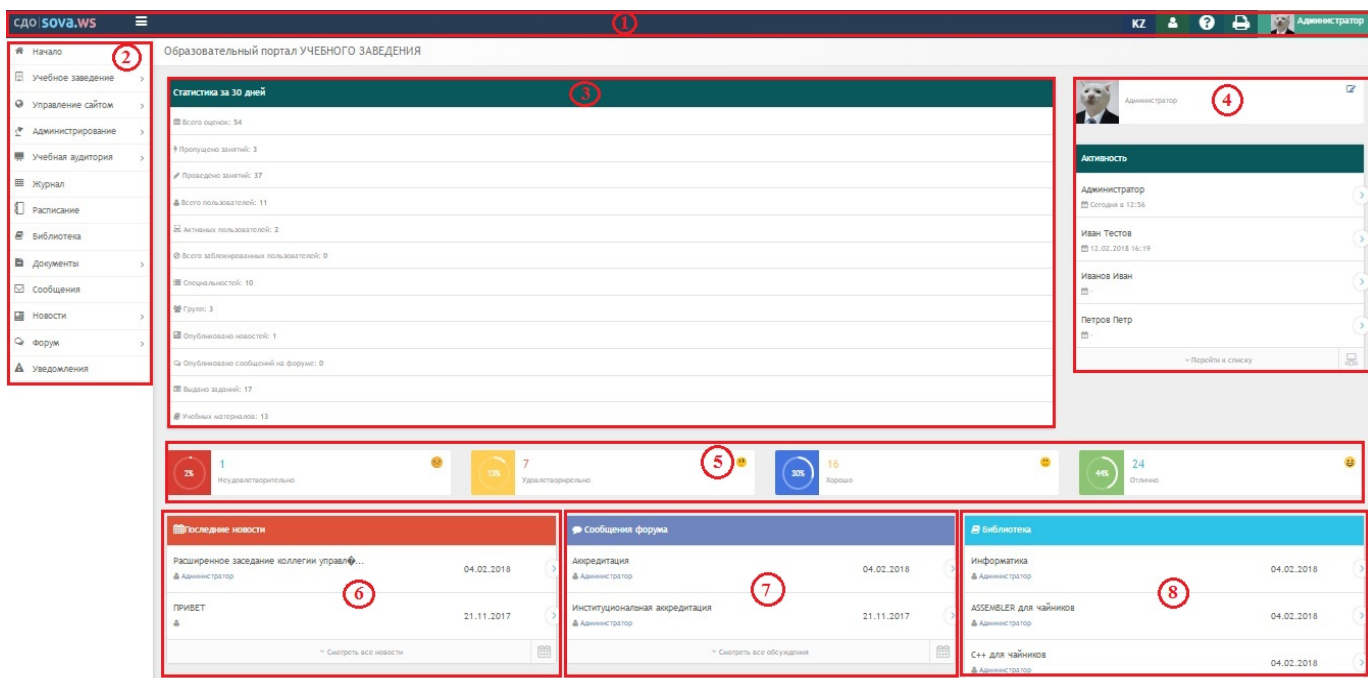 сдо|sova.ws
1
KZ
Администратор
2
Начало
Учебное заведение
Управление сайтом
Администрирование
Учебная аудитория
Журнал
Расписание
Библиотека
Документы
Сообщения
Новости
Форум
Уведомления
Образовательный портал УЧЕБНОГО ЗАВЕДЕНИЯ
Статистика за 30 дней
3
Всего оценок: 54
Пропущено занятий: 3
Проведено занятий: 37
Всего пользователей: 11
Активных пользователей: 2
Всего заблокированных пользователей: 0
Специальностей: 10
Групп: 3
Опубликовано новостей: 1
Опубликовано сообщений на форуме: 0
Выдано заданий: 17
Учебных материалов: 13
Администратор
4
Активность
Администратор
Сегодня в 12:56
Иван Тестов
12.02.2018 16:19
Иванов Иван
-
Петров Петр
-
Перейти к списку
5
2%
1
Неудовлетворительно
13%
7
Удовлетворирельно
30%
16
Хорошо
44%
24
Отлично
Последние новости
Расширенное заседание коллегии управл�...
04.02.2018
Администратор
6
ПРИВЕТ
21.11.2017
Смотреть все новости
Сообщения форума
Аккредитация
04.02.2018
Администратор
7
Институциональная аккредитация
21.11.2017
Администратор
Смотреть все обсуждения
Библиотека
Информатика
04.02.2018
Администратор
8
ASSEMBLER для чайников
04.02.2018
Администратор
C++ для чайников
04.02.2018
Администратор